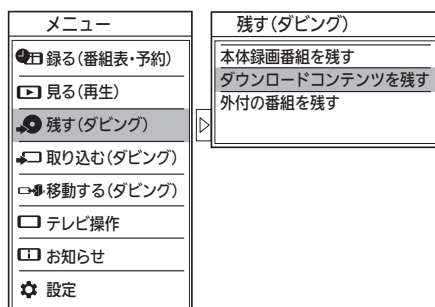 メニュー
録る(番組表・予約)
見る(再生)
残す(ダビング)
取り込む(ダビング)
移動する(ダビング)
テレビ操作
お知らせ
設定
残す(ダビング)
本体録画番組を残す
ダウンロードコンテンツを残す
外付の番組を残す